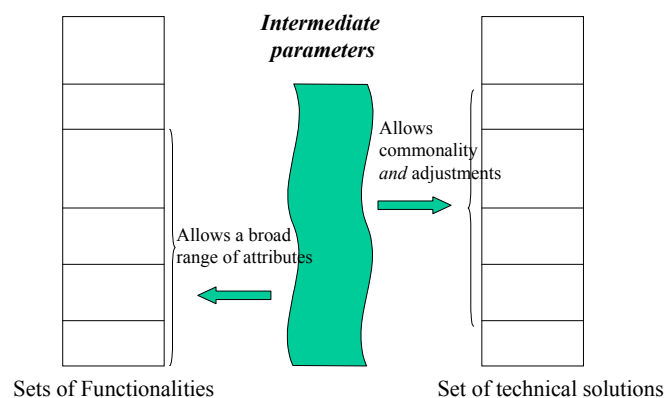 Intermediate
parameters
Allows
commonality
and adjustments
Allows a broad
range of attributes
Sets of Functionalities
Set of technical solutions